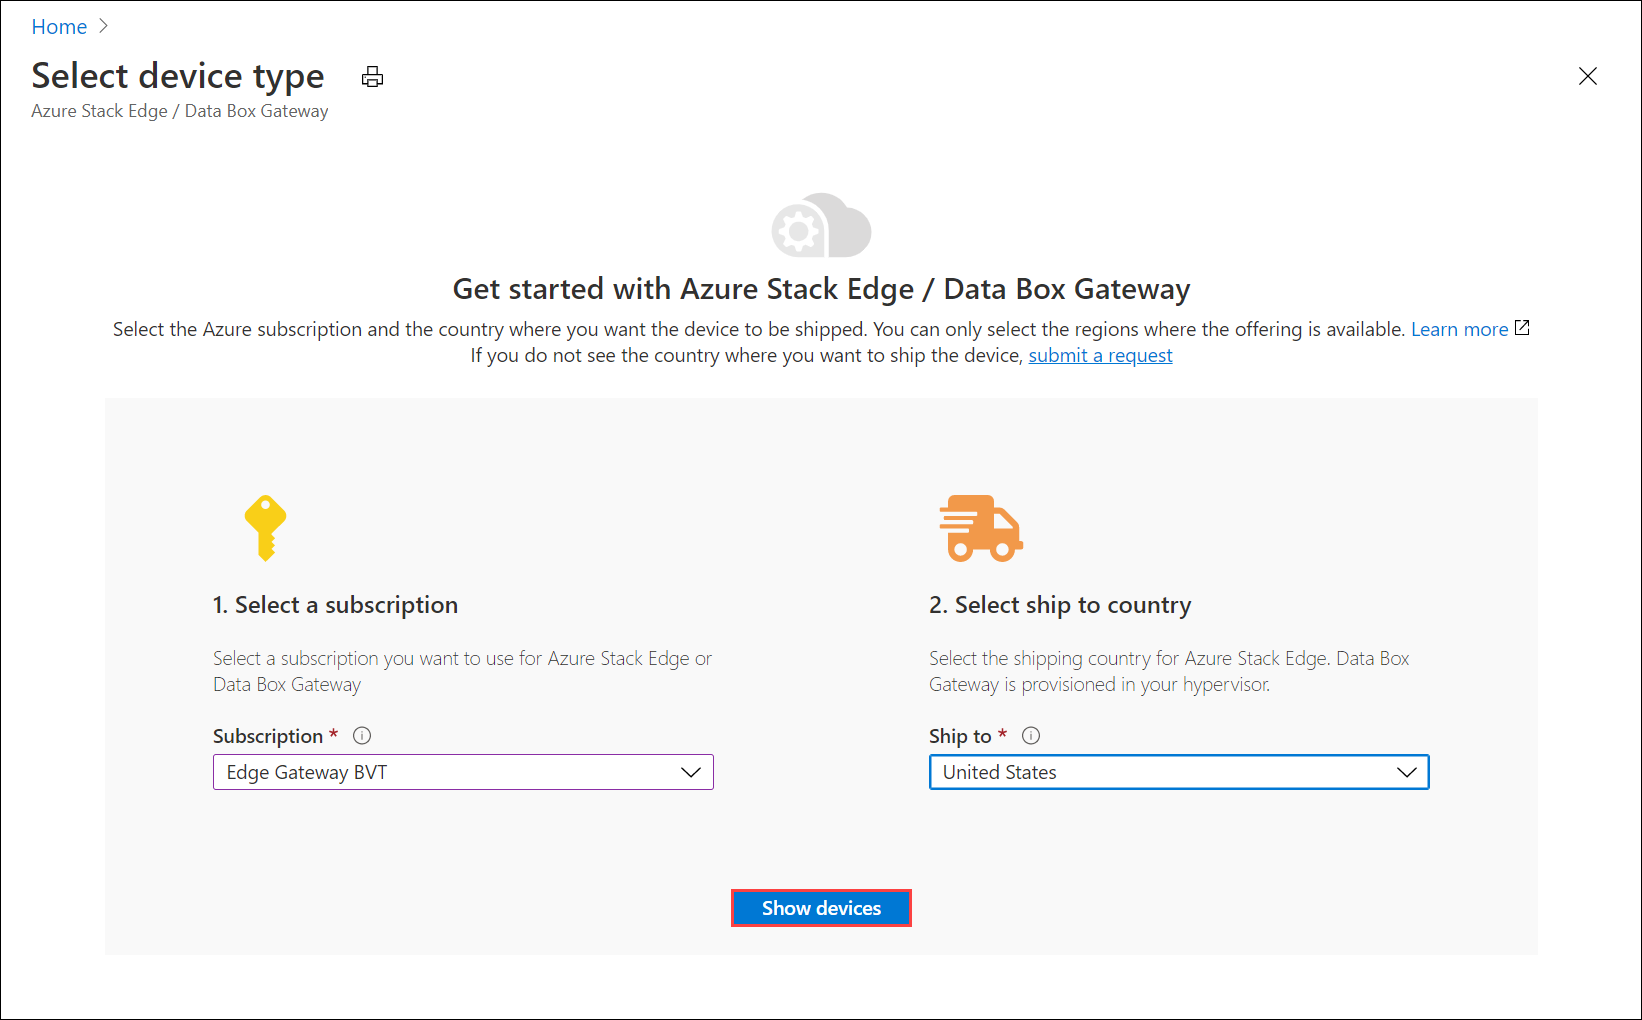 Home
Select device type
Azure Stack Edge / Data Box Gateway
Get started with Azure Stack Edge / Data Box Gateway
Select the Azure subscription and the country where you want the device to be shipped. You can only select the regions where the offering is available. Learn more
If you do not see the country where you want to ship the device, submit a request
1. Select a subscription
Select a subscription you want to use for Azure Stack Edge or
Data Box Gateway
Subscription *
Edge Gateway BVT
2. Select ship to country
Select the shipping country for Azure Stack Edge. Data Box
Gateway is provisioned in your hypervisor.
Ship to *
United States
Show devices